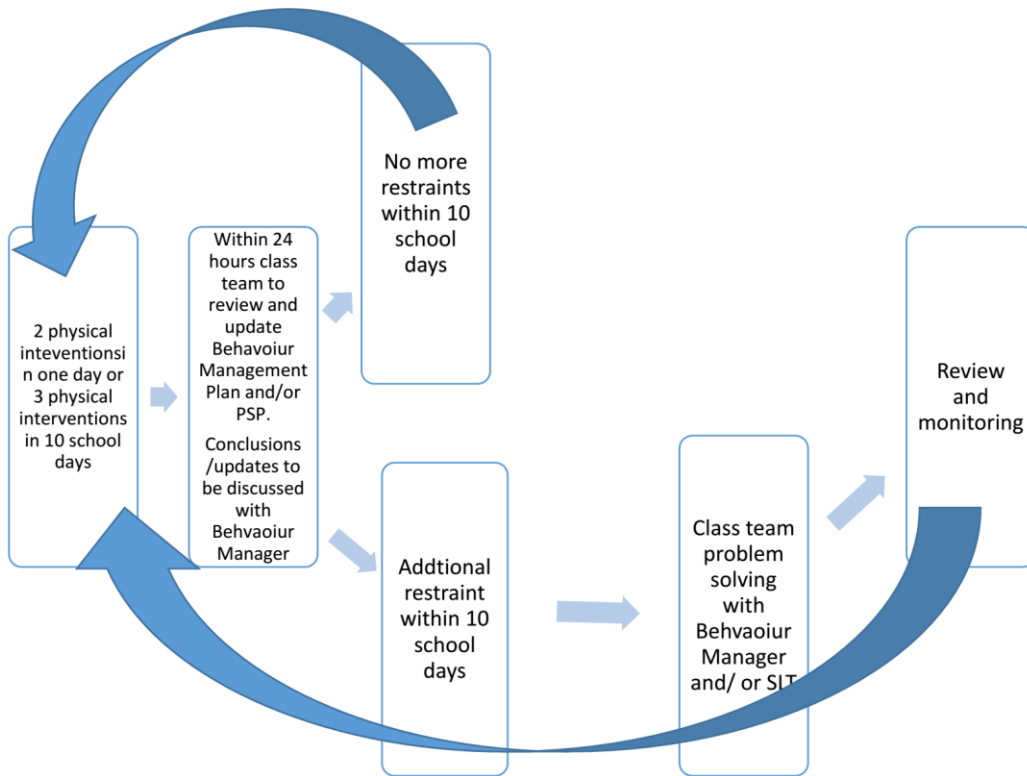 2 physical
inteventionsi
n one day or
3 physical
interventions
in 10 school
days
Within 24
hours class
team to
review and
update
Behavoiur
Management
Plan and/or
PSP.
Conclusions
/updates to
be discussed
with
Behvaoiur
Manager
No more
restraints
within 10
school
days
Addtional
restraint
within 10
school
days
Class team
problem
solving
with
Behvaoiur
Manager
and/ or SLT
Review
and
monitoring